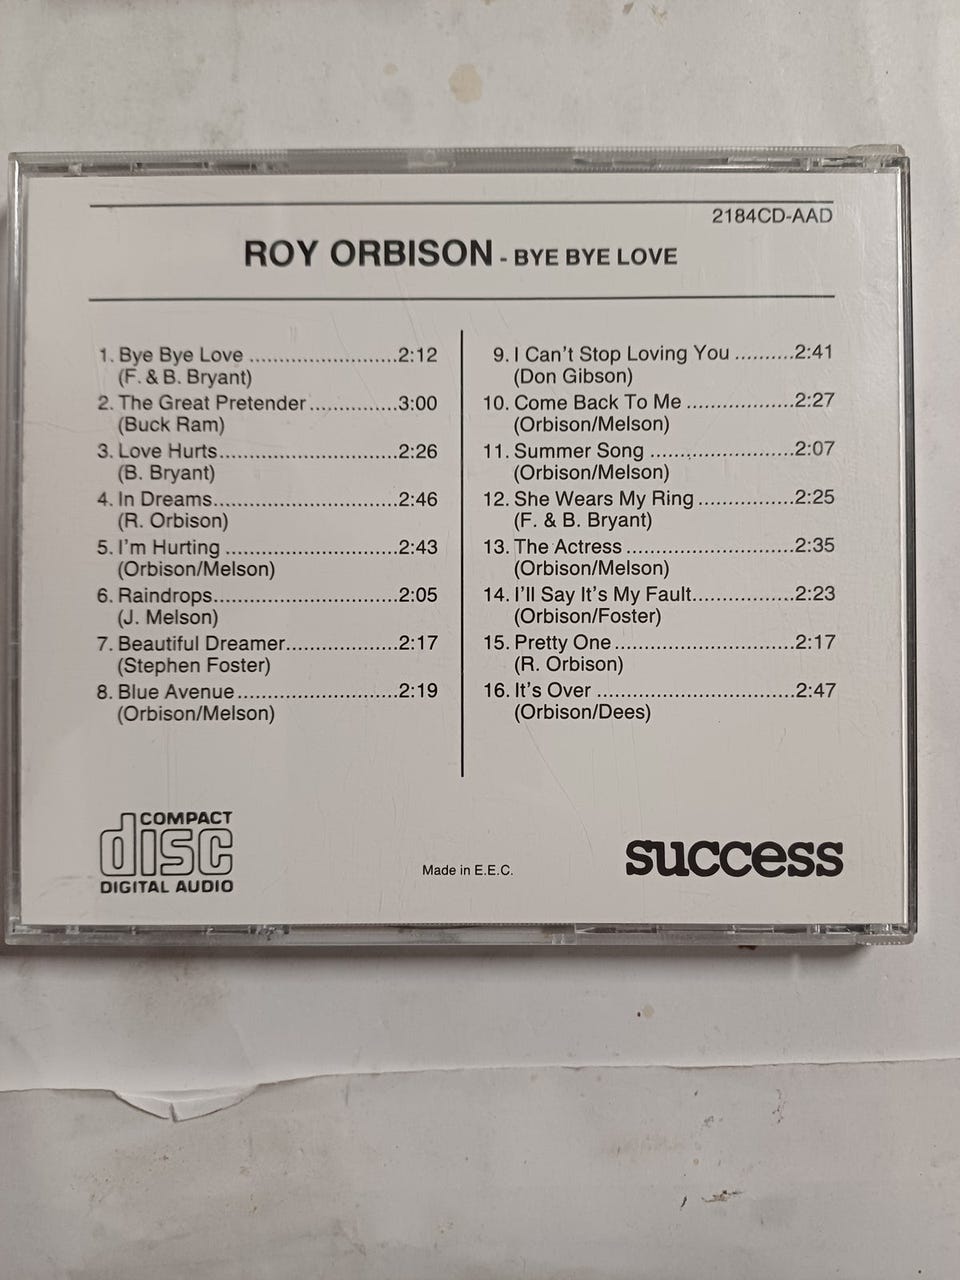 2184CD-AAD
ROY ORBISON - BYE BYE LOVE
1. Bye Bye Love ........................2:12
(F. & B. Bryant)
2. The Great Pretender..............3:00
(Buck Ram)
3. Love Hurts.............................2:26
(B. Bryant)
4. In Dreams..............................2:46
(R. Orbison)
5. I'm Hurting ............................2:43
(Orbison/Melson)
6. Raindrops..............................2:05
(J. Melson)
7. Beautiful Dreamer..................2:17
(Stephen Foster)
8. Blue Avenue..........................2:19
(Orbison/Melson)
9. I Can't Stop Loving You ..........2:41
(Don Gibson)
10. Come Back To Me .................2:27
(Orbison/Melson)
11. Summer Song .......................2:07
(Orbison/Melson)
12. She Wears My Ring ...............2:25
(F. & B. Bryant)
13. The Actress ...........................2:35
(Orbison/Melson)
14. I'll Say It's My Fault................2:23
(Orbison/Foster)
15. Pretty One .............................2:17
(R. Orbison)
16. It's Over ................................2:47
(Orbison/Dees)
COMPACT
disc
DIGITAL AUDIO
Made in E.E.C.
success